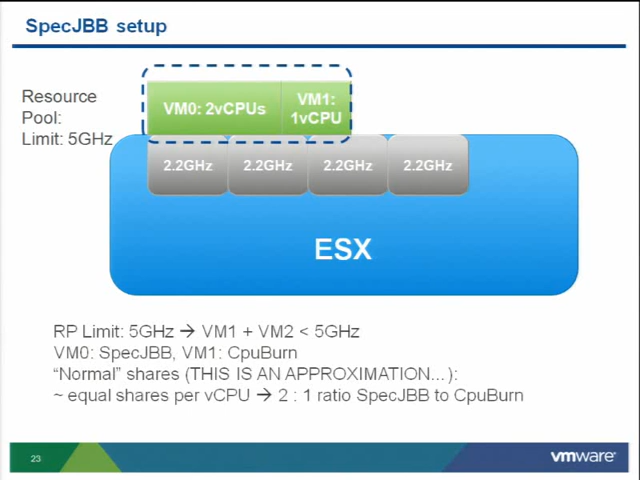 SpecJBB setup
Resource
Pool:
Limit: 5GHz
VM0: 2vCPUs
VM1:
1vCPU
2.2GHz
2.2GHz
2.2GHz
2.2GHz
ESX
RP Limit: 5GHz → VM1 + VM2 < 5GHz
VM0: SpecJBB, VM1: CpuBurn
“Normal” shares (THIS IS AN APPROXIMATION...):
~ equal shares per vCPU → 2 : 1 ratio SpecJBB to CpuBurn
23
vmware